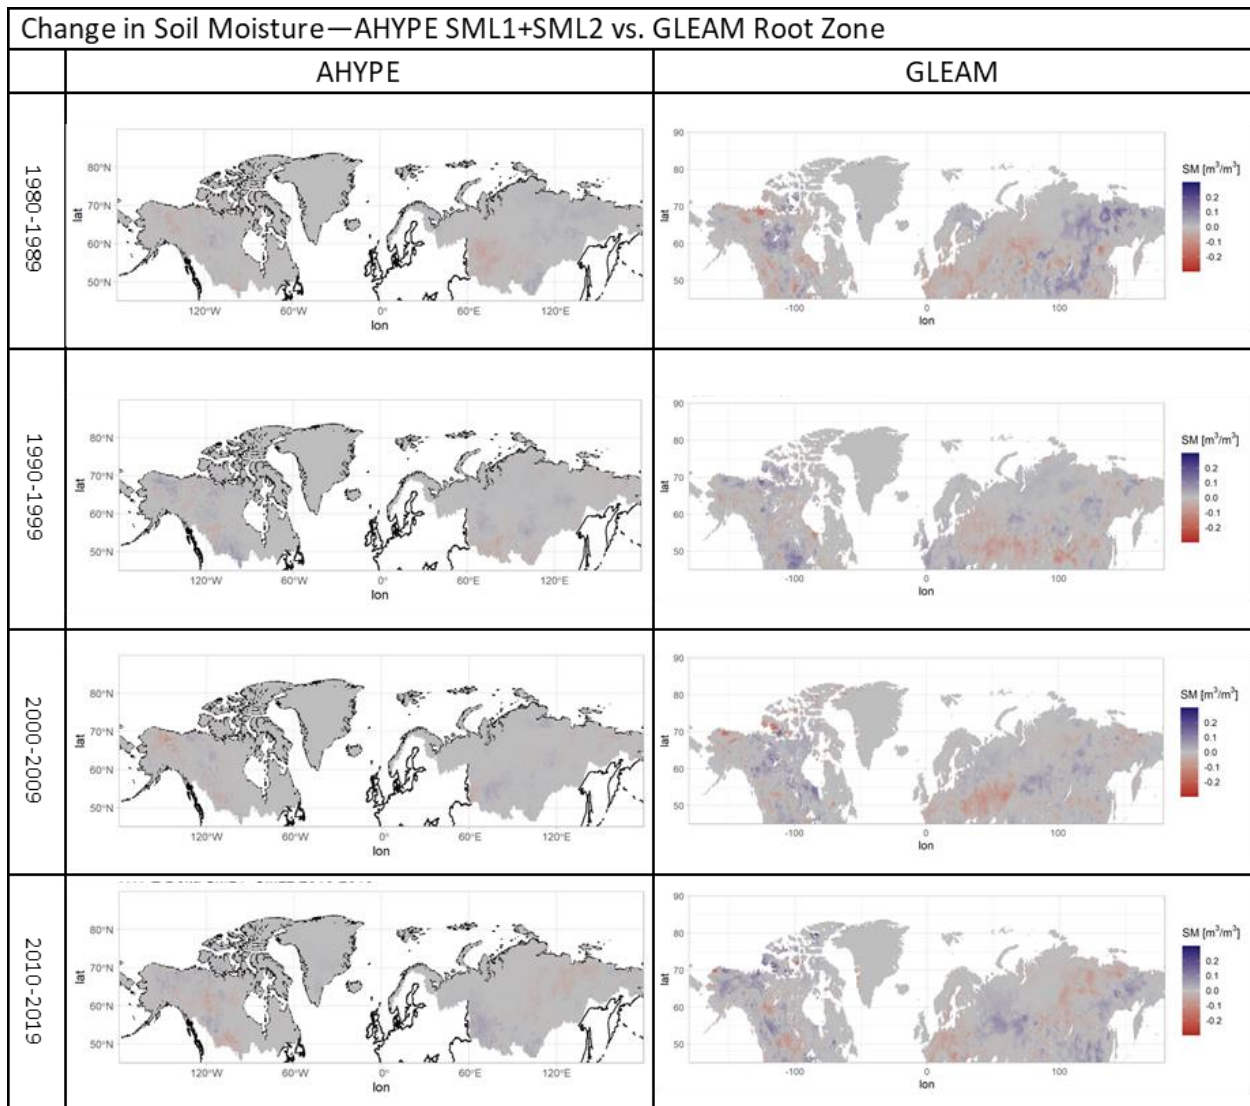 Change in Soil Moisture—AHYPE SML1+SML2 vs. GLEAM Root Zone
AHYPE
GLEAM
1980-1989
80°N
70°N
60°N
50°N
lat
120°W
60°W
0°
60°E
120°E
lon
90
80
70
60
50
lat
-100
0
100
lon
SM [m³/m³]
0.2
0.1
0.0
-0.1
-0.2
1990-1999
80°N
70°N
60°N
50°N
lat
120°W
60°W
0°
60°E
120°E
lon
90
80
70
60
50
lat
-100
0
100
lon
SM [m³/m³]
0.2
0.1
0.0
-0.1
-0.2
2000-2009
80°N
70°N
60°N
50°N
lat
120°W
60°W
0°
60°E
120°E
lon
90
80
70
60
50
lat
-100
0
100
lon
SM [m³/m³]
0.2
0.1
0.0
-0.1
-0.2
2010-2019
80°N
70°N
60°N
50°N
lat
120°W
60°W
0°
60°E
120°E
lon
90
80
70
60
50
lat
-100
0
100
lon
SM [m³/m³]
0.2
0.1
0.0
-0.1
-0.2